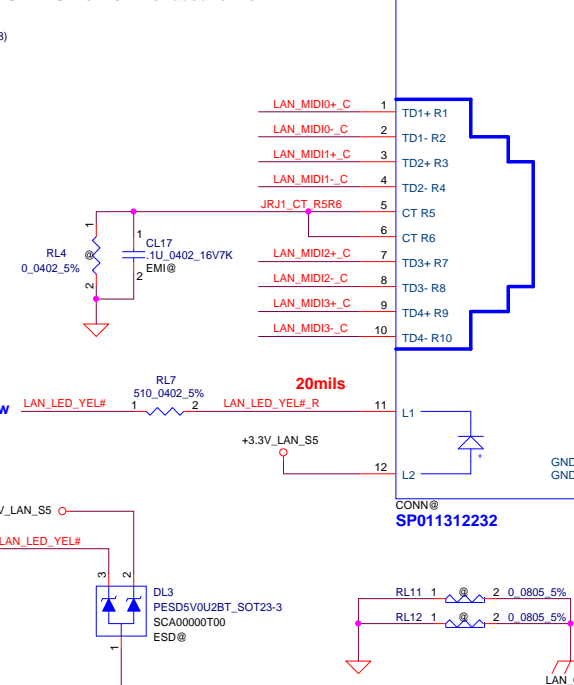 LAN_MIDI0+_C 1 TD1+ R1
LAN_MIDI0-_C 2 TD1- R2
LAN_MIDI1+_C 3 TD2+ R3
LAN_MIDI1-_C 4 TD2- R4
JRJ1_CT_R5R6 5 CT R5
6 CT R6
LAN_MIDI2+_C 7 TD3+ R7
LAN_MIDI2-_C 8 TD3- R8
LAN_MIDI3+_C 9 TD4+ R9
LAN_MIDI3-_C 10 TD4- R10
1
RL4
0_0402_5%
@
2
1
CL17
.1U_0402_16V7K
EMI@
2
20mils
LAN_LED_YEL#
RL7
510_0402_5%
1 2
LAN_LED_YEL#_R 11 L1
+3.3V_LAN_S5
12 L2
+
GND
GND
CONN@
SP011312232
V_LAN_S5
LAN_LED_YEL#
3 2
DL3
PESD5V0U2BT_SOT23-3
SCA00000T00
ESD@
1
RL11 1 @ 2 0_0805_5%
RL12 1 @ 2 0_0805_5%